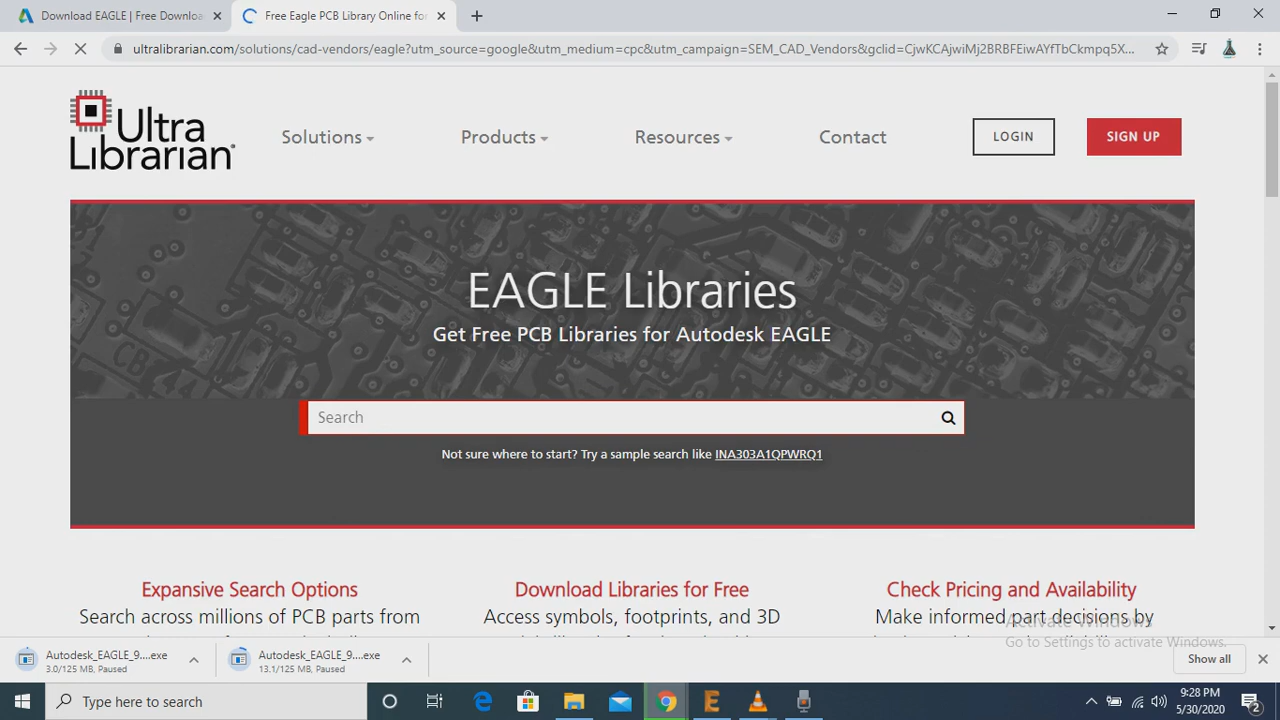 Download EAGLE | Free Downloa
Free Eagle PCB Library Online for
ultralibrarian.com/solutions/cad-vendors/eagle?utm_source=google&utm_medium=cpc&utm_campaign=SEM_CAD_Vendors&gclid=CjwKCAjwiMj2BRBFEiwAYfTbCkmpq5X...
Ultra
Librarian
Solutions
Products
Resources
Contact
LOGIN
SIGN UP
EAGLE Libraries
Get Free PCB Libraries for Autodesk EAGLE
Search
Not sure where to start? Try a sample search like INA303A1QPWRQ1
Expansive Search Options
Search across millions of PCB parts from
Download Libraries for Free
Access symbols, footprints, and 3D
Check Pricing and Availability
Make informed part decisions by
Activate Windows
Go to Settings to activate Windows.
Autodesk_EAGLE_9....exe
3.0/125 MB, Paused
Autodesk_EAGLE_9....exe
13.1/125 MB, Paused
Show all
Type here to search
9:28 PM
5/30/2020
2